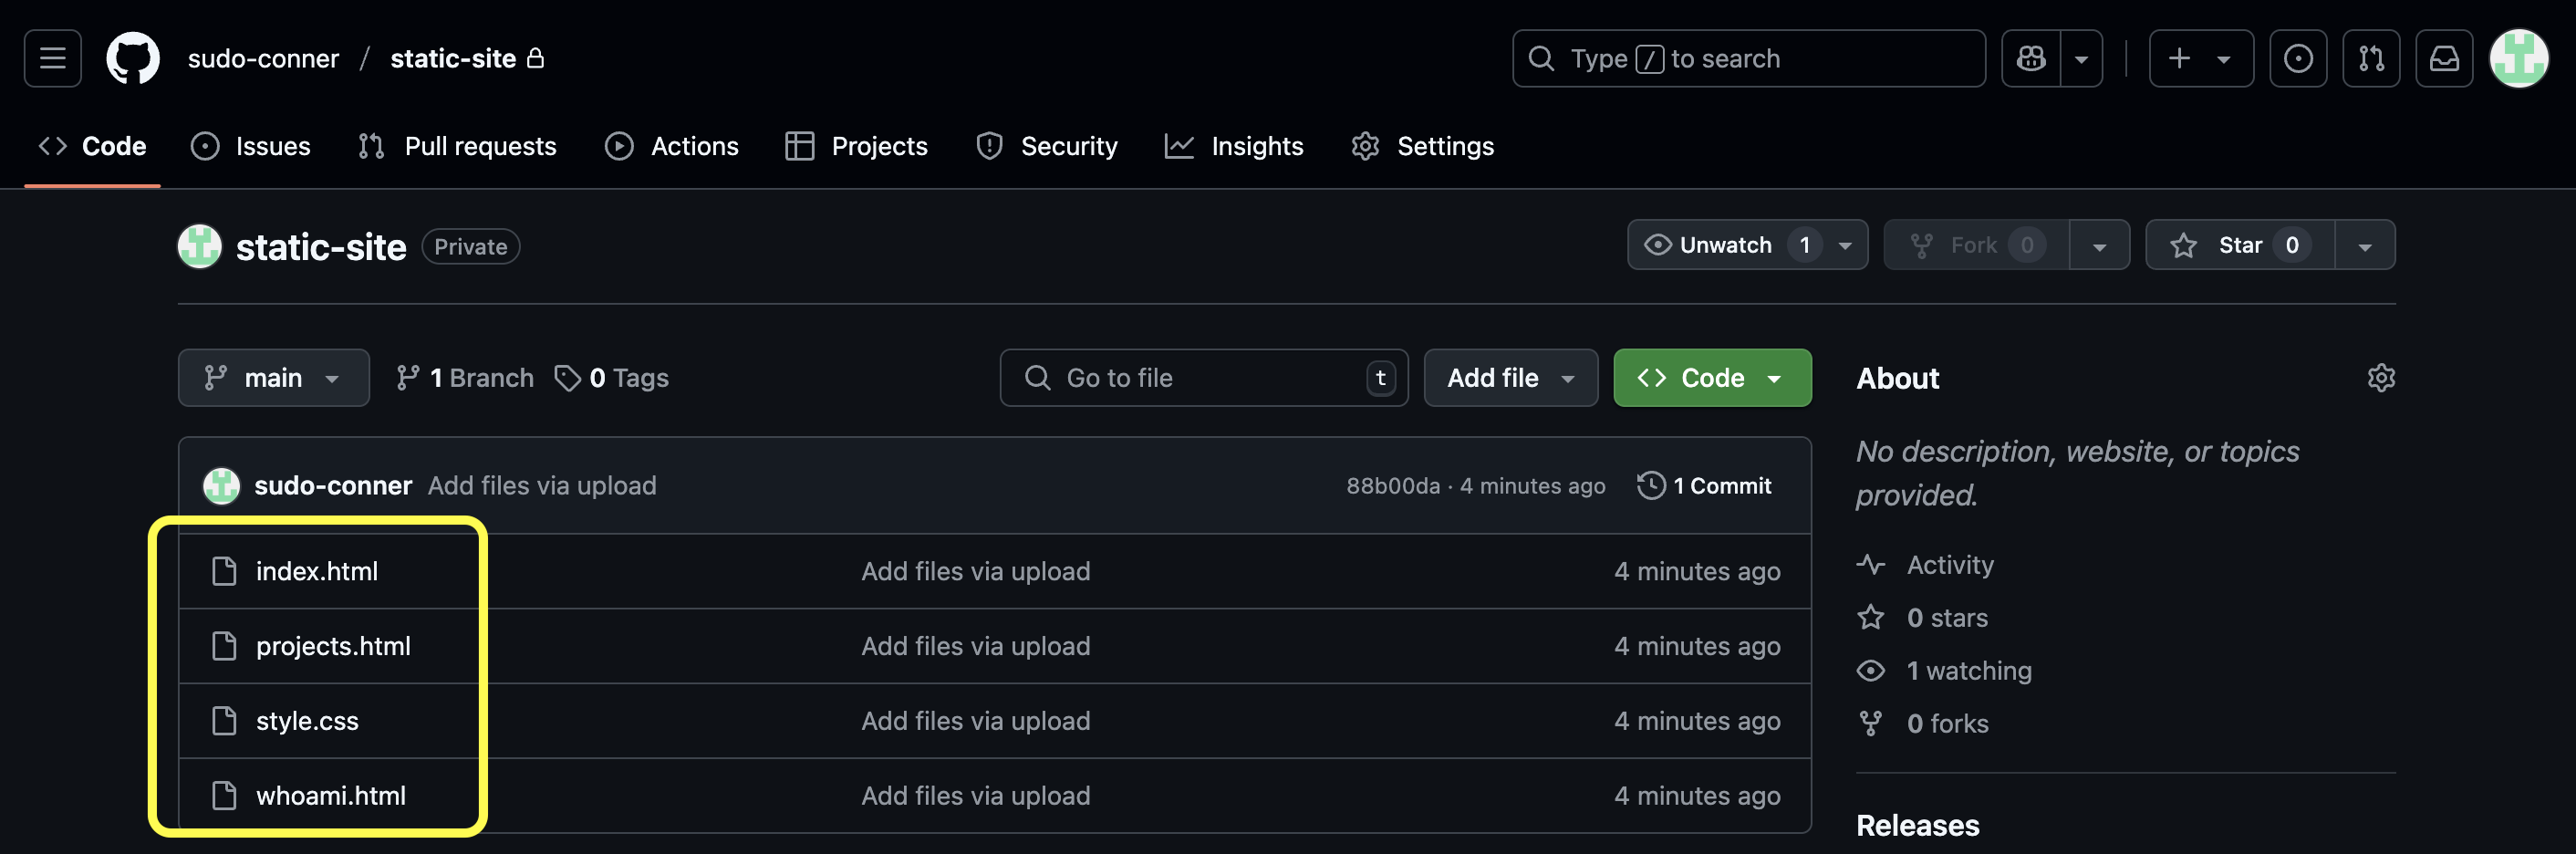 sudo-conner / static-site
Type / to search
Code
Issues
Pull requests
Actions
Projects
Security
Insights
Settings
static-site Private
Unwatch 1
Fork 0
Star 0
main
1 Branch
0 Tags
Go to file t
Add file
Code
sudo-conner Add files via upload 88b00da · 4 minutes ago 1 Commit
index.html Add files via upload 4 minutes ago
projects.html Add files via upload 4 minutes ago
style.css Add files via upload 4 minutes ago
whoami.html Add files via upload 4 minutes ago
About
No description, website, or topics
provided.
Activity
0 stars
1 watching
0 forks
Releases